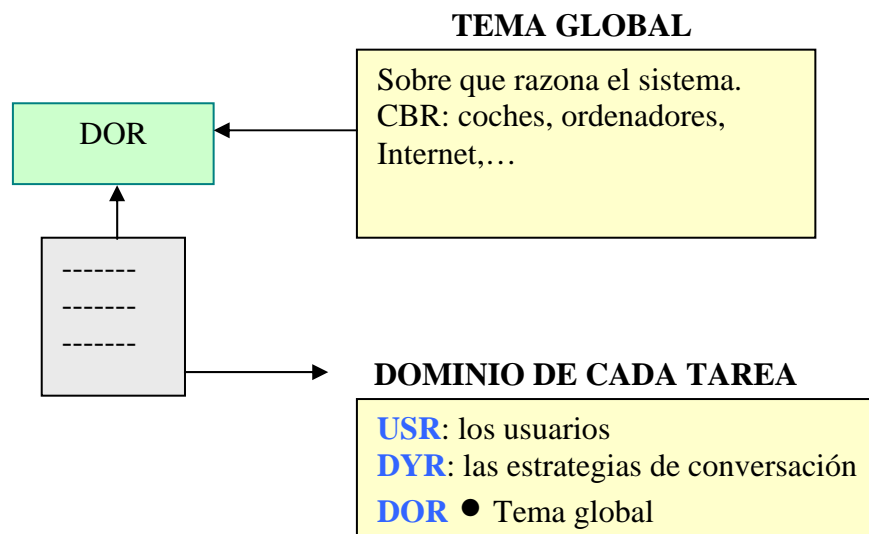 TEMA GLOBAL
Sobre que razona el sistema.
CBR: coches, ordenadores,
Internet,…
DOR
-------
-------
-------
DOMINIO DE CADA TAREA
USR: los usuarios
DYR: las estrategias de conversación
DOR ● Tema global